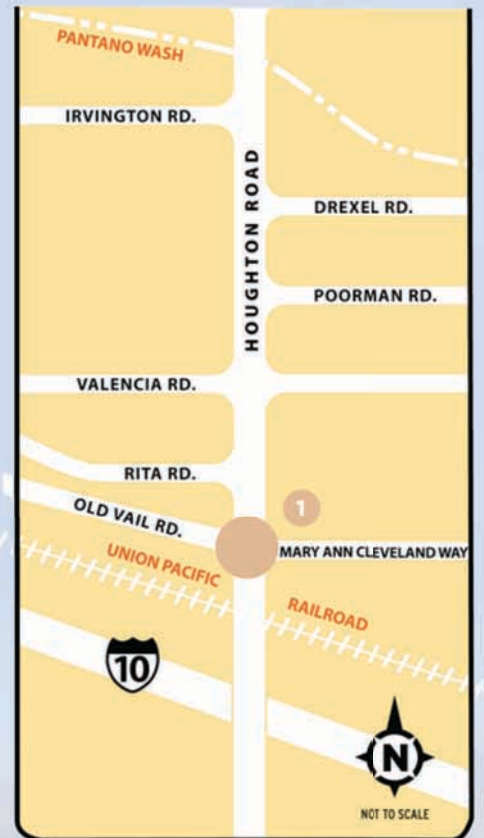 PANTANO WASH
IRVINGTON RD.
HOUGHTON ROAD
DREXEL RD.
POORMAN RD.
VALENCIA RD.
RITA RD.
1
OLD VAIL RD.
MARY ANN CLEVELAND WAY
UNION PACIFIC
RAILROAD
10
N
NOT TO SCALE